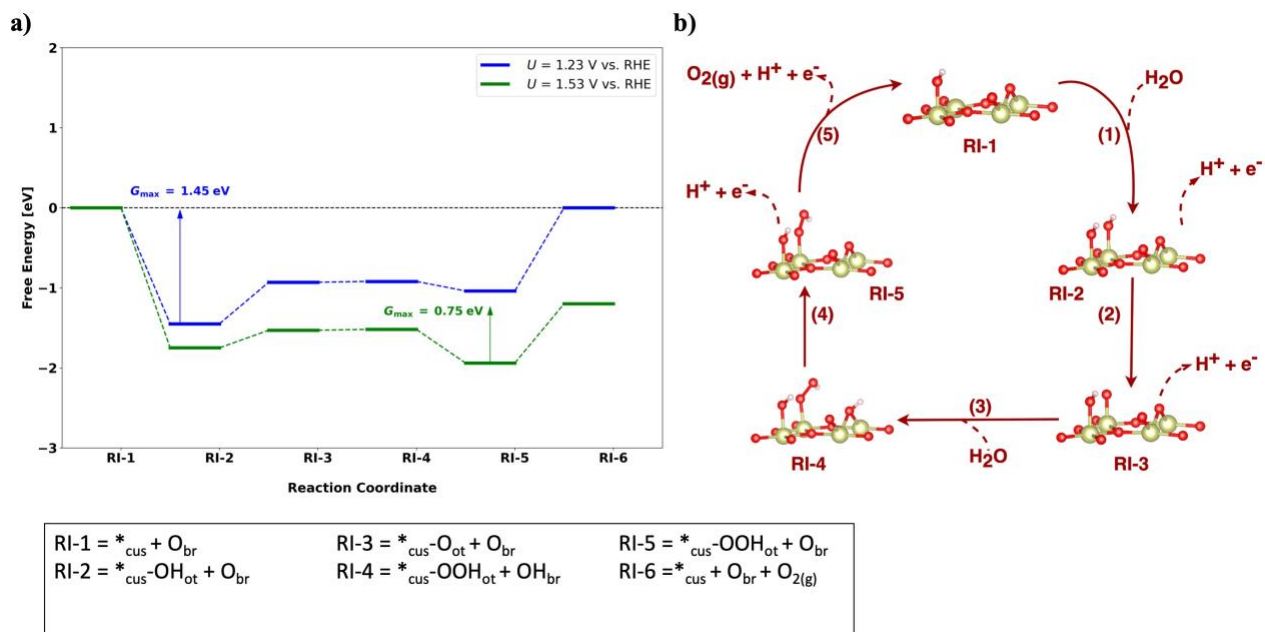 a)
2
1
0
−1
−2
−3
Free Energy [eV]
U = 1.23 V vs. RHE
U = 1.53 V vs. RHE
G_max = 1.45 eV
G_max = 0.75 eV
RI-1 RI-2 RI-3 RI-4 RI-5 RI-6
Reaction Coordinate
b)
O₂(g) + H⁺ + e⁻
H₂O
(5)
RI-1
(1)
H⁺ + e⁻
H⁺ + e⁻
RI-5
RI-2
(4)
(2)
(3)
H⁺ + e⁻
RI-4
H₂O
RI-3
RI-1 = *cus + Obr
RI-3 = *cus-Oot + Obr
RI-5 = *cus-OOHot + Obr
RI-2 = *cus-OHot + Obr
RI-4 = *cus-OOHot + OHbr
RI-6 =*cus + Obr + O2(g)